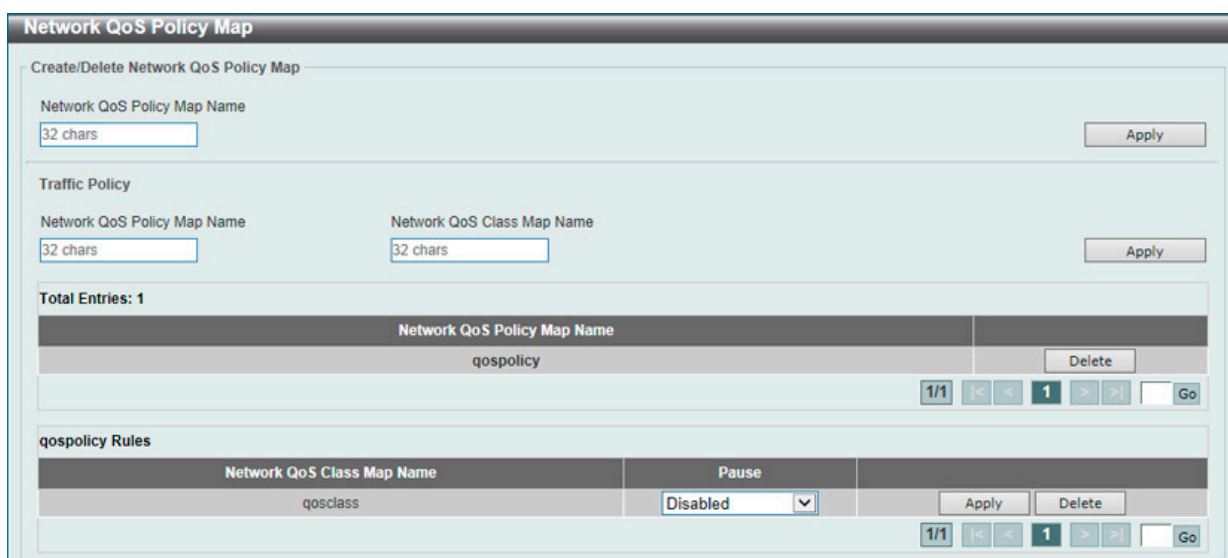 Network QoS Policy Map
Create/Delete Network QoS Policy Map
Network QoS Policy Map Name
32 chars
Apply
Traffic Policy
Network QoS Policy Map Name Network QoS Class Map Name
32 chars 32 chars
Apply
Total Entries: 1
Network QoS Policy Map Name
qospolicy Delete
1/1 |< < 1 > >| Go
qospolicy Rules
Network QoS Class Map Name Pause
qosclass Disabled Apply Delete
1/1 |< < 1 > >| Go